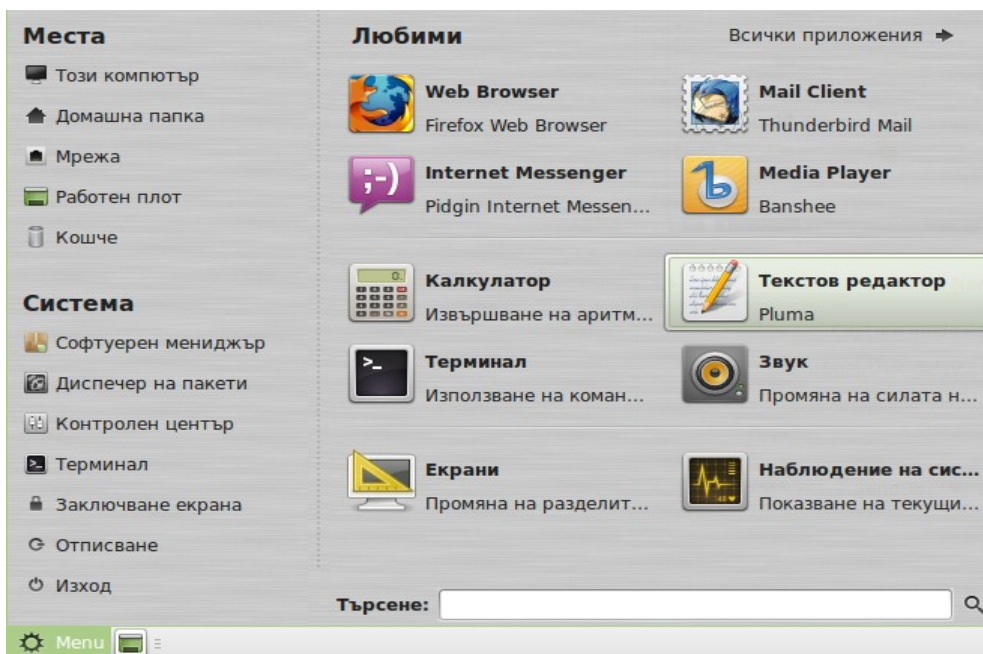 Места
Този компютър
Домашна папка
Мрежа
Работен плот
Кошче
Система
Софтуерен мениджър
Диспечер на пакети
Контролен център
Терминал
Заключване екрана
Отписване
Изход
Любими
Всички приложения
Web Browser
Firefox Web Browser
Mail Client
Thunderbird Mail
Internet Messenger
Pidgin Internet Messen...
Media Player
Banshee
Калкулатор
Извършване на аритм...
Текстов редактор
Pluma
Терминал
Използване на коман...
Звук
Промяна на силата н...
Екрани
Промяна на разделит...
Наблюдение на сис...
Показване на текущи...
Търсене:
Menu